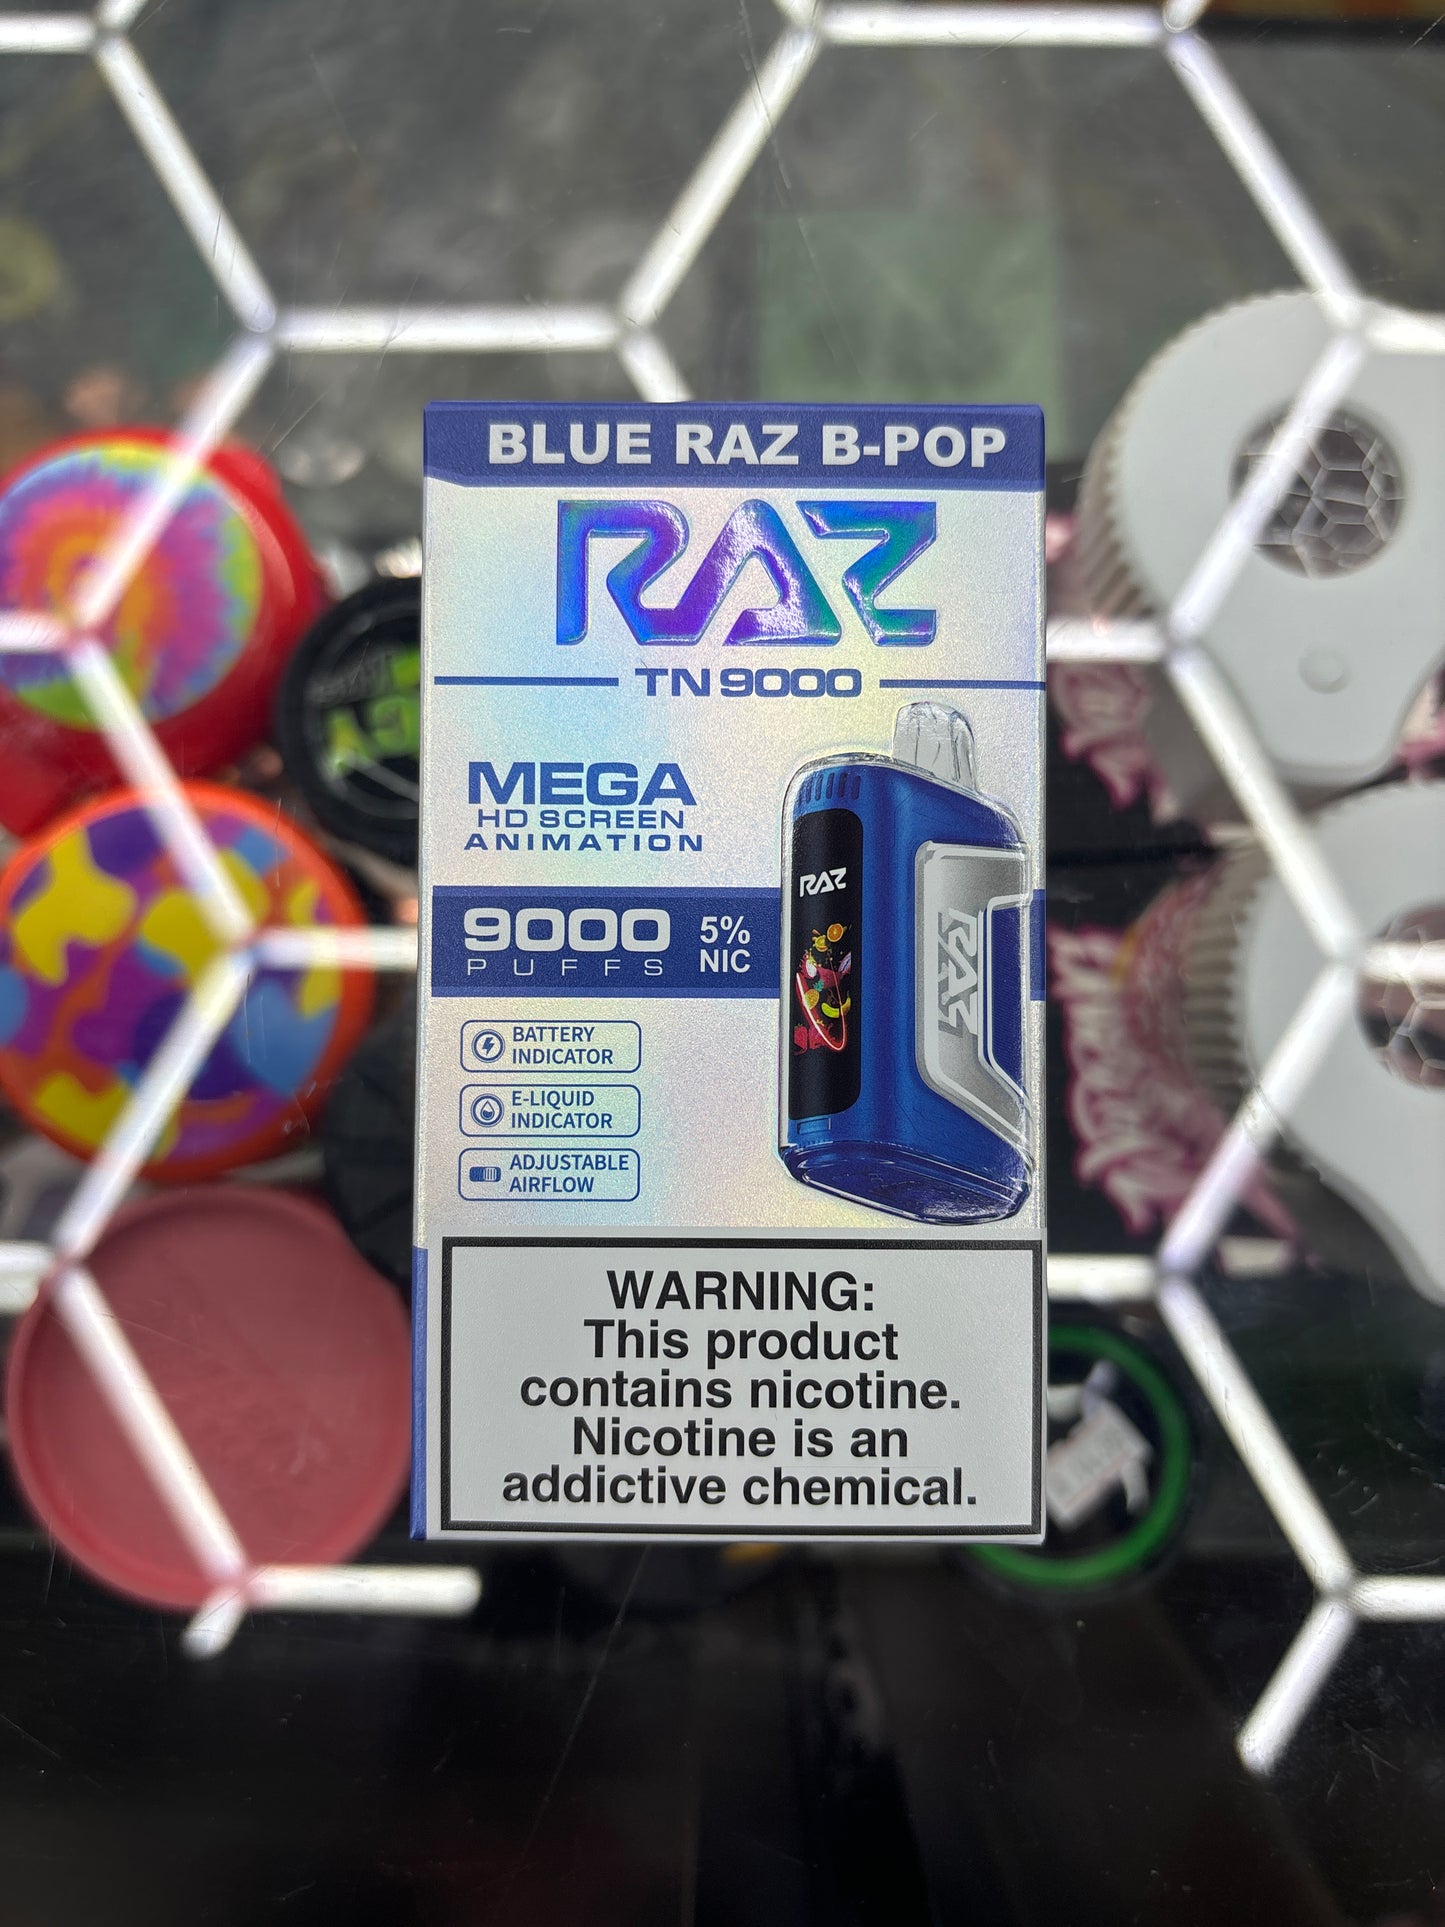 BLUE RAZ B-POP
RAZ
TN 9000
MEGA
HD SCREEN
ANIMATION
9000
PUFFS
5%
NIC
RAZ
RAZ
BATTERY
INDICATOR
E-LIQUID
INDICATOR
ADJUSTABLE
AIRFLOW
WARNING:
This product
contains nicotine.
Nicotine is an
addictive chemical.